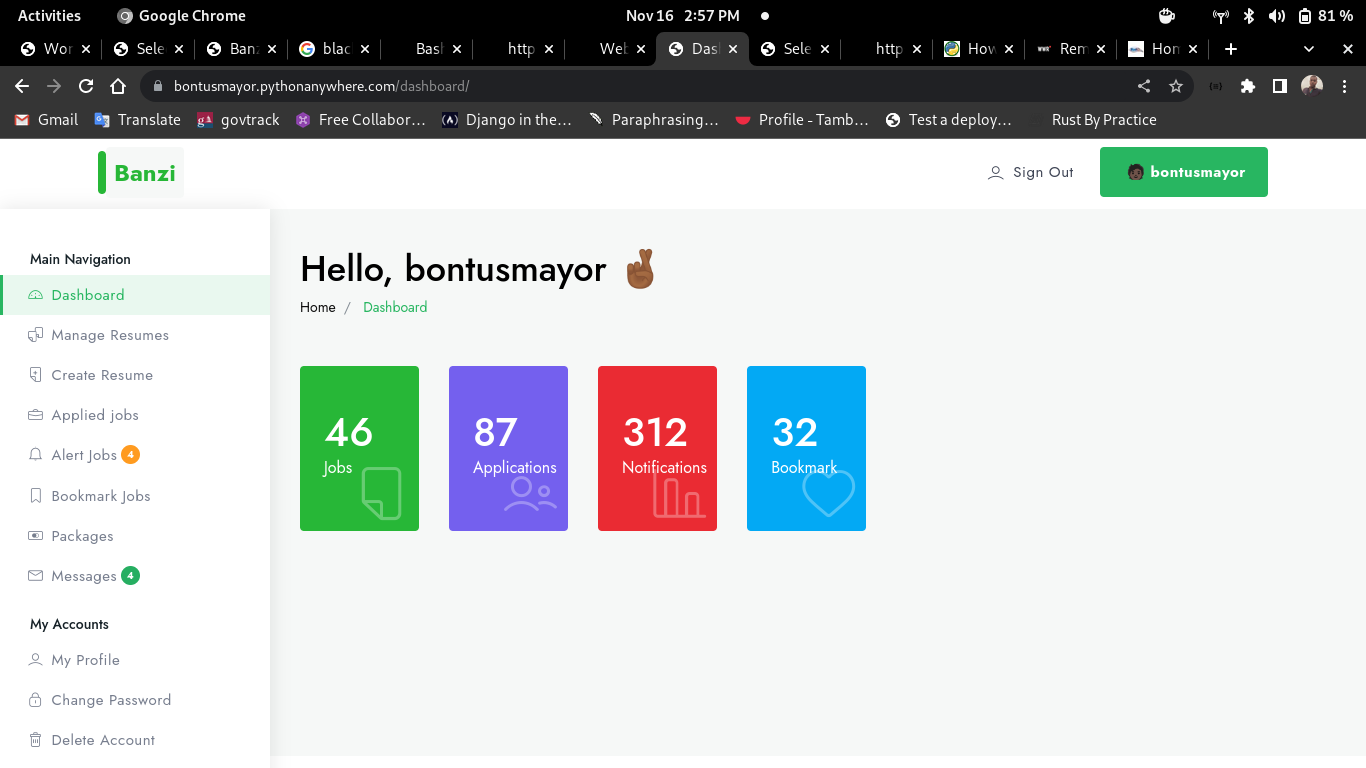 Activities Google Chrome Nov 16 2:57 PM 81 %
Wor Sele Banz blac Bash http Web Dash Sele http How Rem Hon
bontusmayor.pythonanywhere.com/dashboard/
Gmail Translate govtrack Free Collabor... Django in the... Paraphrasing... Profile - Tamb... Test a deploy... Rust By Practice
Banzi Sign Out bontusmayor
Main Navigation
Dashboard
Manage Resumes
Create Resume
Applied jobs
Alert Jobs 4
Bookmark Jobs
Packages
Messages 4
My Accounts
My Profile
Change Password
Delete Account
Hello, bontusmayor
Home / Dashboard
46
Jobs
87
Applications
312
Notifications
32
Bookmark